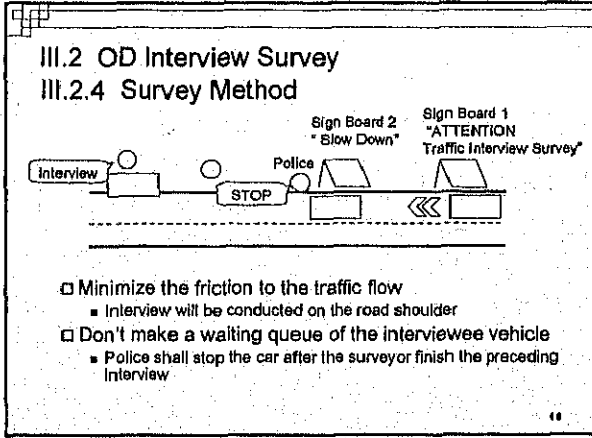 III.2 OD Interview Survey
III.2.4 Survey Method
Sign Board 2
" Slow Down"
Sign Board 1
"ATTENTION
Traffic Interview Survey"
Interview
Police
STOP
Minimize the friction to the traffic flow
Interview will be conducted on the road shoulder
Don't make a waiting queue of the interviewee vehicle
Police shall stop the car after the surveyor finish the preceding
Interview